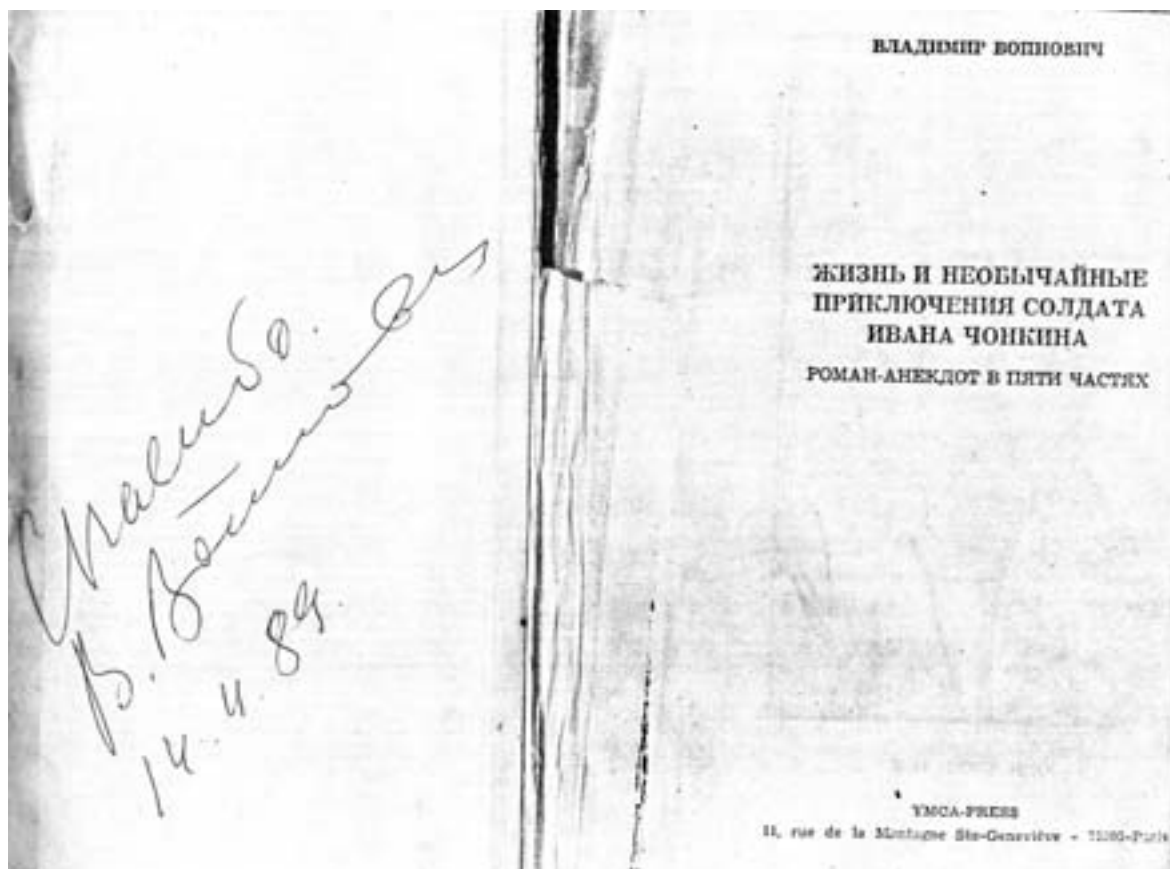 Спасибо.
В. Войнович
14.11.89.
ВЛАДИМИР ВОЙНОВИЧ
ЖИЗНЬ И НЕОБЫЧАЙНЫЕ
ПРИКЛЮЧЕНИЯ СОЛДАТА
ИВАНА ЧОНКИНА
РОМАН-АНЕКДОТ В ПЯТИ ЧАСТЯХ
YMCA-PRESS
11, rue de la Montagne Ste-Geneviève - 75005-Paris